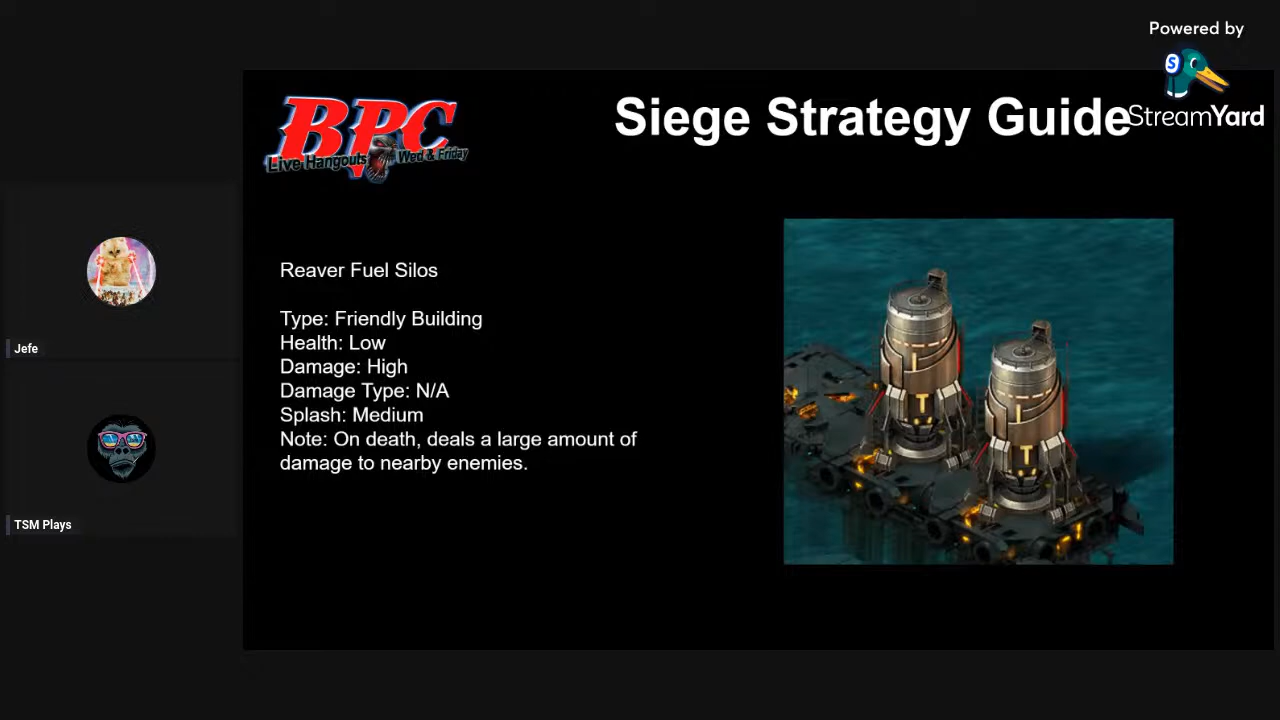 Powered by
S
StreamYard
BPC
Live Hangouts Wed & Friday
Siege Strategy Guide
Reaver Fuel Silos
Type: Friendly Building
Health: Low
Damage: High
Damage Type: N/A
Splash: Medium
Note: On death, deals a large amount of
damage to nearby enemies.
Jefe
TSM Plays